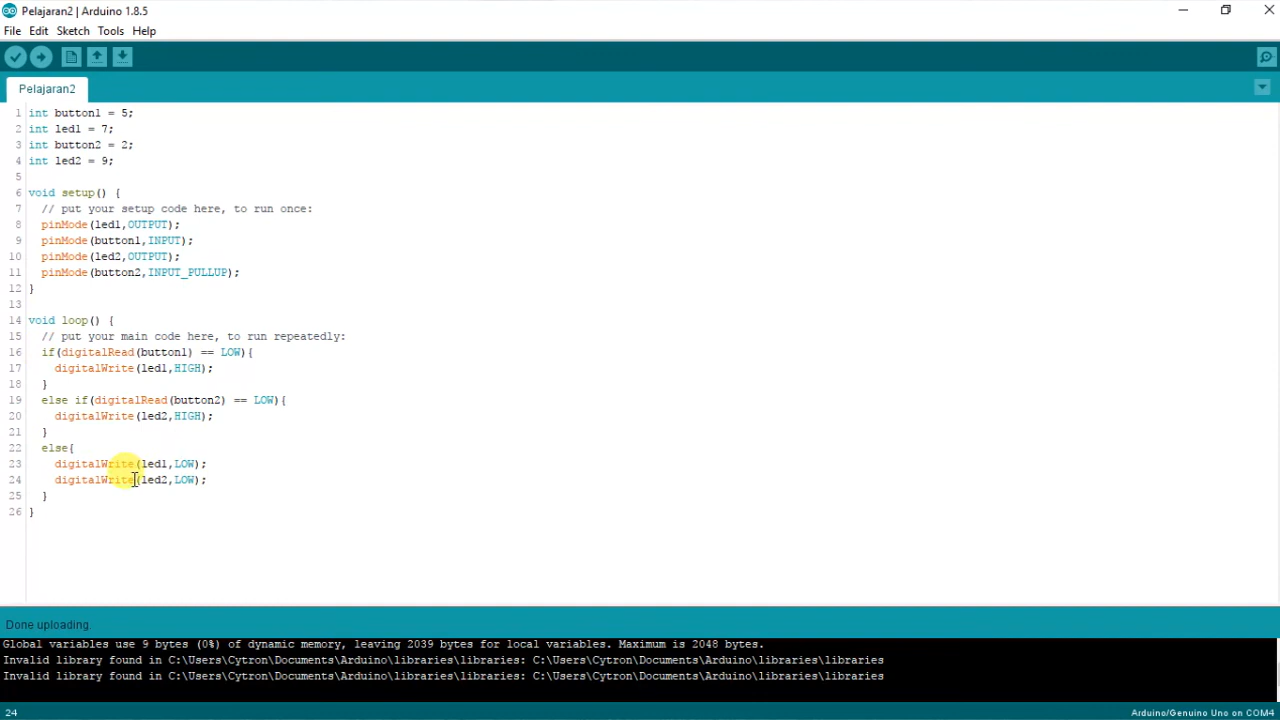 Pelajaran2 | Arduino 1.8.5
File Edit Sketch Tools Help
Pelajaran2
1 int button1 = 5;
2 int led1 = 7;
3 int button2 = 2;
4 int led2 = 9;
5
6 void setup() {
7 // put your setup code here, to run once:
8 pinMode(led1,OUTPUT);
9 pinMode(button1,INPUT);
10 pinMode(led2,OUTPUT);
11 pinMode(button2,INPUT_PULLUP);
12 }
13
14 void loop() {
15 // put your main code here, to run repeatedly:
16 if(digitalRead(button1) == LOW){
17 digitalWrite(led1,HIGH);
18 }
19 else if(digitalRead(button2) == LOW){
20 digitalWrite(led2,HIGH);
21 }
22 else{
23 digitalWrite(led1,LOW);
24 digitalWrite(led2,LOW);
25 }
26 }
Done uploading.
Global variables use 9 bytes (0%) of dynamic memory, leaving 2039 bytes for local variables. Maximum is 2048 bytes.
Invalid library found in C:\Users\Cytron\Documents\Arduino\libraries\libraries: C:\Users\Cytron\Documents\Arduino\libraries\libraries
Invalid library found in C:\Users\Cytron\Documents\Arduino\libraries\libraries: C:\Users\Cytron\Documents\Arduino\libraries\libraries
24 Arduino/Genuino Uno on COM4